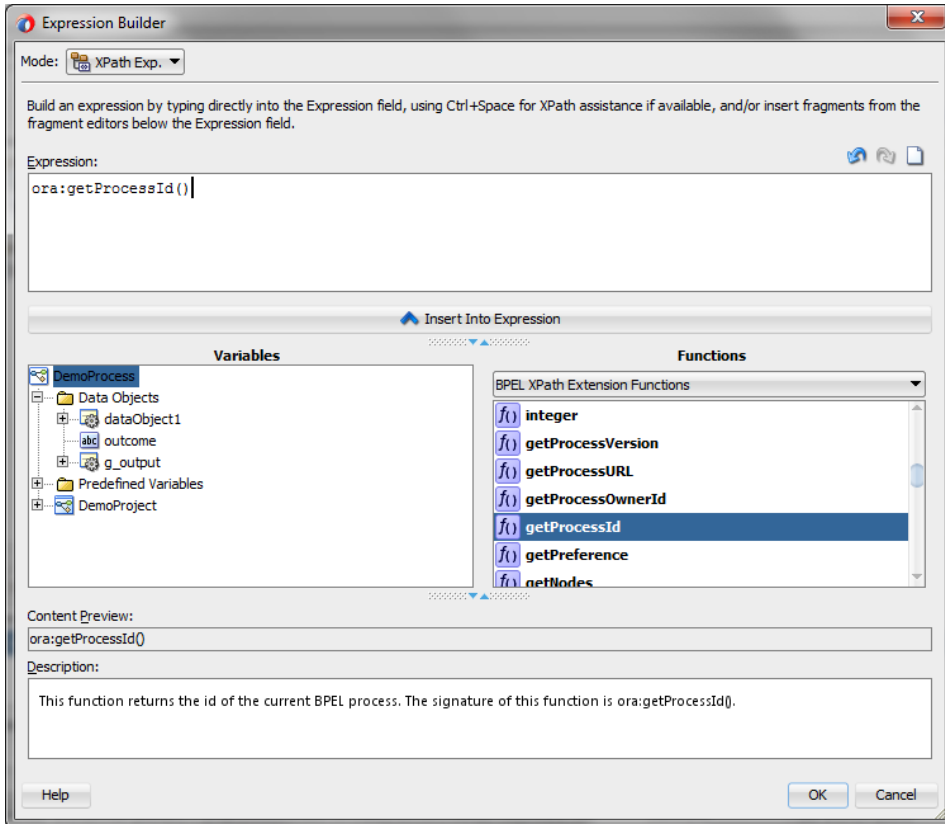 Expression Builder
Mode: XPath Exp.
Build an expression by typing directly into the Expression field, using Ctrl+Space for XPath assistance if available, and/or insert fragments from the
fragment editors below the Expression field.
Expression:
ora:getProcessId()
Insert Into Expression
Variables
DemoProcess
Data Objects
dataObject1
abc outcome
g_output
Predefined Variables
DemoProject
Functions
BPEL XPath Extension Functions
f() integer
f() getProcessVersion
f() getProcessURL
f() getProcessOwnerId
f() getProcessId
f() getPreference
f() getNodes
Content Preview:
ora:getProcessId()
Description:
This function returns the id of the current BPEL process. The signature of this function is ora:getProcessId().
Help
OK
Cancel